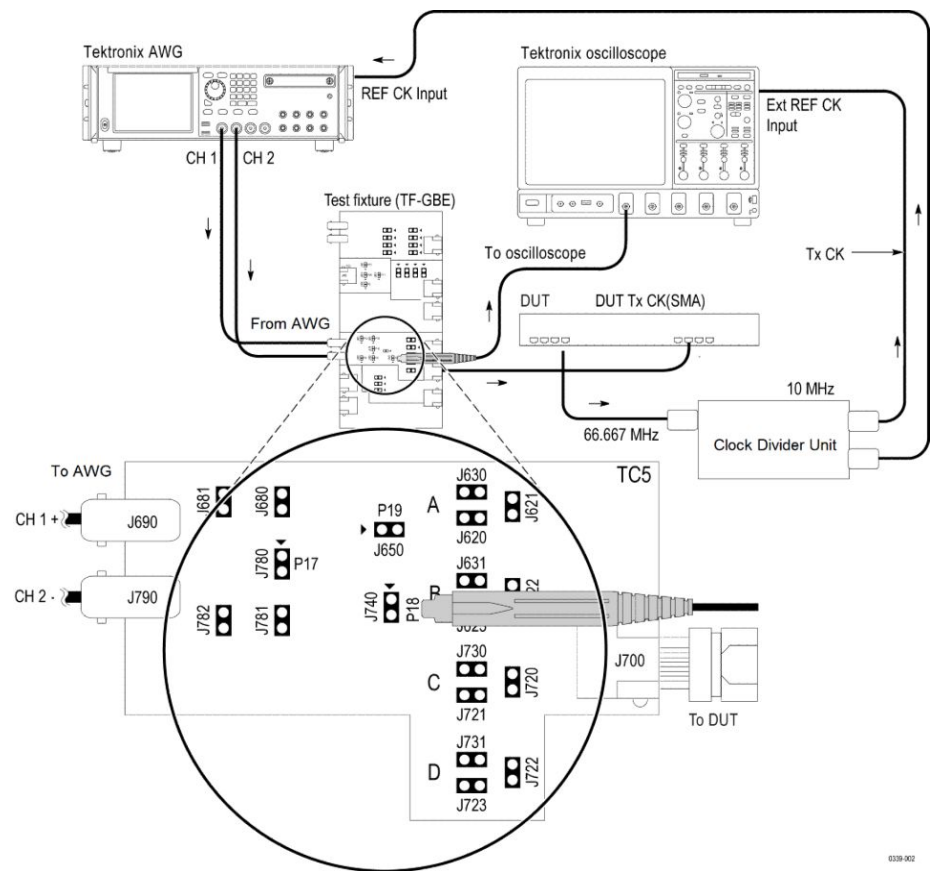 Tektronix AWG
Tektronix oscilloscope
REF CK Input
Ext REF CK
Input
CH 1
CH 2
Test fixture (TF-GBE)
To oscilloscope
Tx CK
DUT
DUT Tx CK(SMA)
From AWG
10 MHz
66.667 MHz
Clock Divider Unit
To AWG
TC5
CH 1 +
J690
J681
J680
P19
J650
A
J630
J620
J621
J780
P17
CH 2 -
J790
J782
J781
J740
P18
B
J631
J730
C
J721
J720
J700
To DUT
J731
D
J723
J722
0339-002